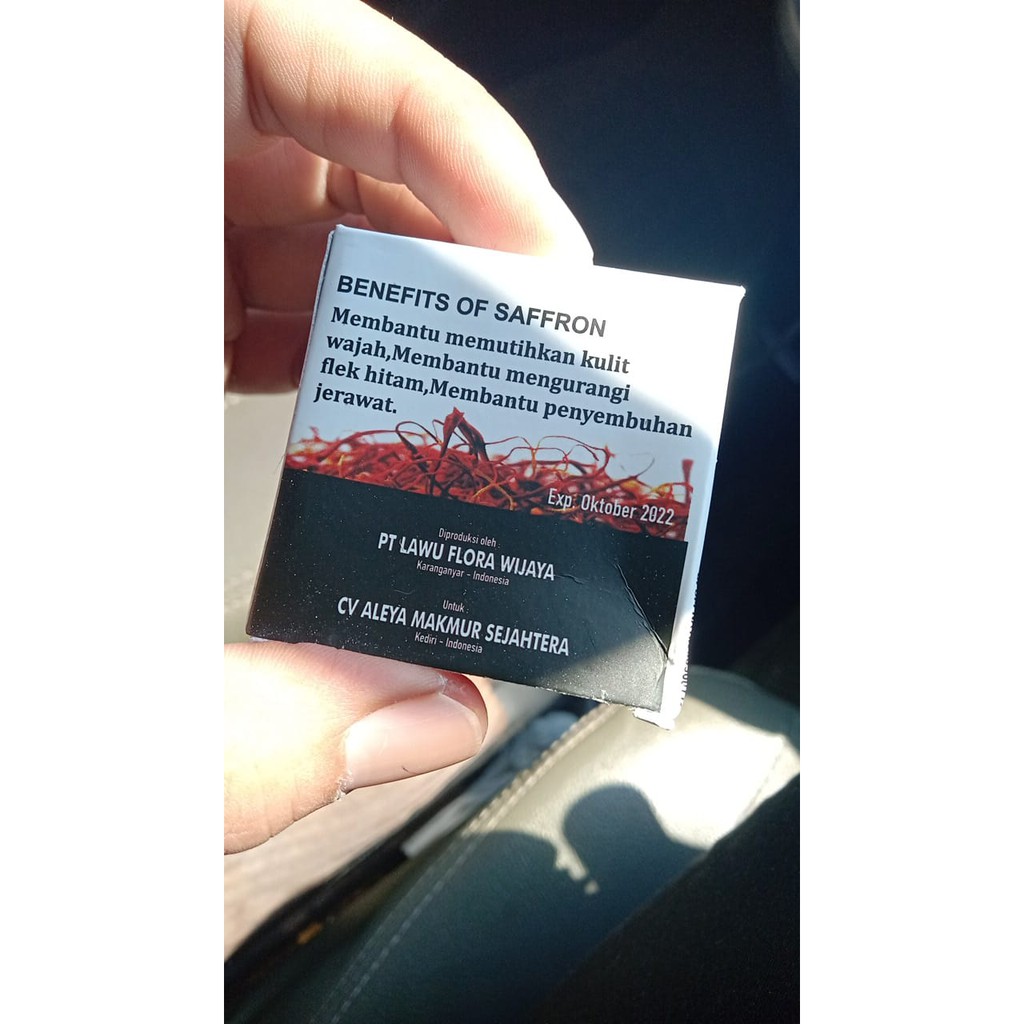 BENEFITS OF SAFFRON
Membantu memutihkan kulit
wajah,Membantu mengurangi
flek hitam,Membantu penyembuhan
jerawat.
Exp: Oktober 2022
Diproduksi oleh
PT LAWU FLORA WIJAYA
Karanganyar - Indonesia
Untuk
CV ALEYA MAKMUR SEJAHTERA
Kediri - Indonesia